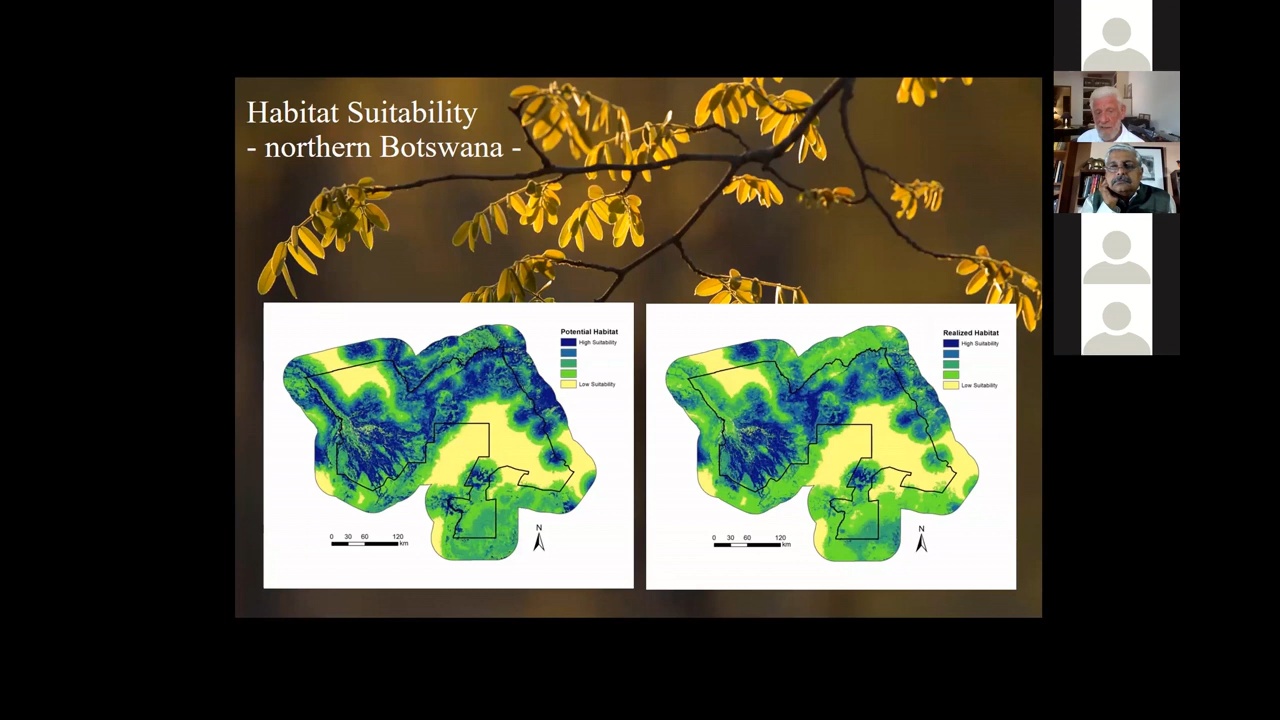 Habitat Suitability
- northern Botswana -
Potential Habitat
High Suitability
Low Suitability
0 30 60 120
km
N
Realized Habitat
High Suitability
Low Suitability
0 30 60 120
km
N